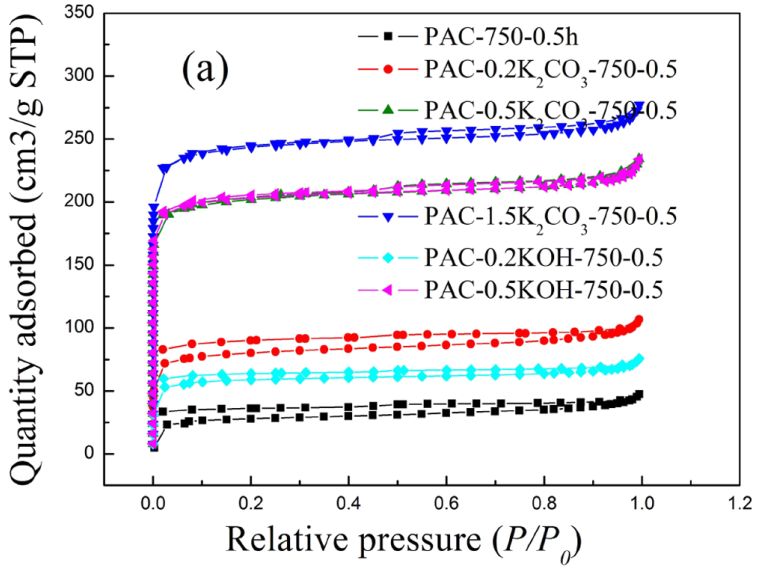 (a)
PAC-750-0.5h
PAC-0.2K₂CO₃-750-0.5
PAC-0.5K₂CO₃-750-0.5
PAC-1.5K₂CO₃-750-0.5
PAC-0.2KOH-750-0.5
PAC-0.5KOH-750-0.5
Quantity adsorbed (cm3/g STP)
350
300
250
200
150
100
50
0
0.0 0.2 0.4 0.6 0.8 1.0 1.2
Relative pressure (P/P₀)